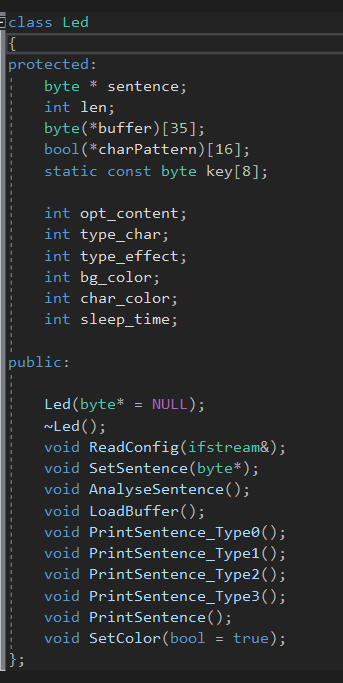 class Led
{
protected:
    byte * sentence;
    int len;
    byte(*buffer)[35];
    bool(*charPattern)[16];
    static const byte key[8];

    int opt_content;
    int type_char;
    int type_effect;
    int bg_color;
    int char_color;
    int sleep_time;

public:

    Led(byte* = NULL);
    ~Led();
    void ReadConfig(ifstream&);
    void SetSentence(byte*);
    void AnalyseSentence();
    void LoadBuffer();
    void PrintSentence_Type0();
    void PrintSentence_Type1();
    void PrintSentence_Type2();
    void PrintSentence_Type3();
    void PrintSentence();
    void SetColor(bool = true);
};